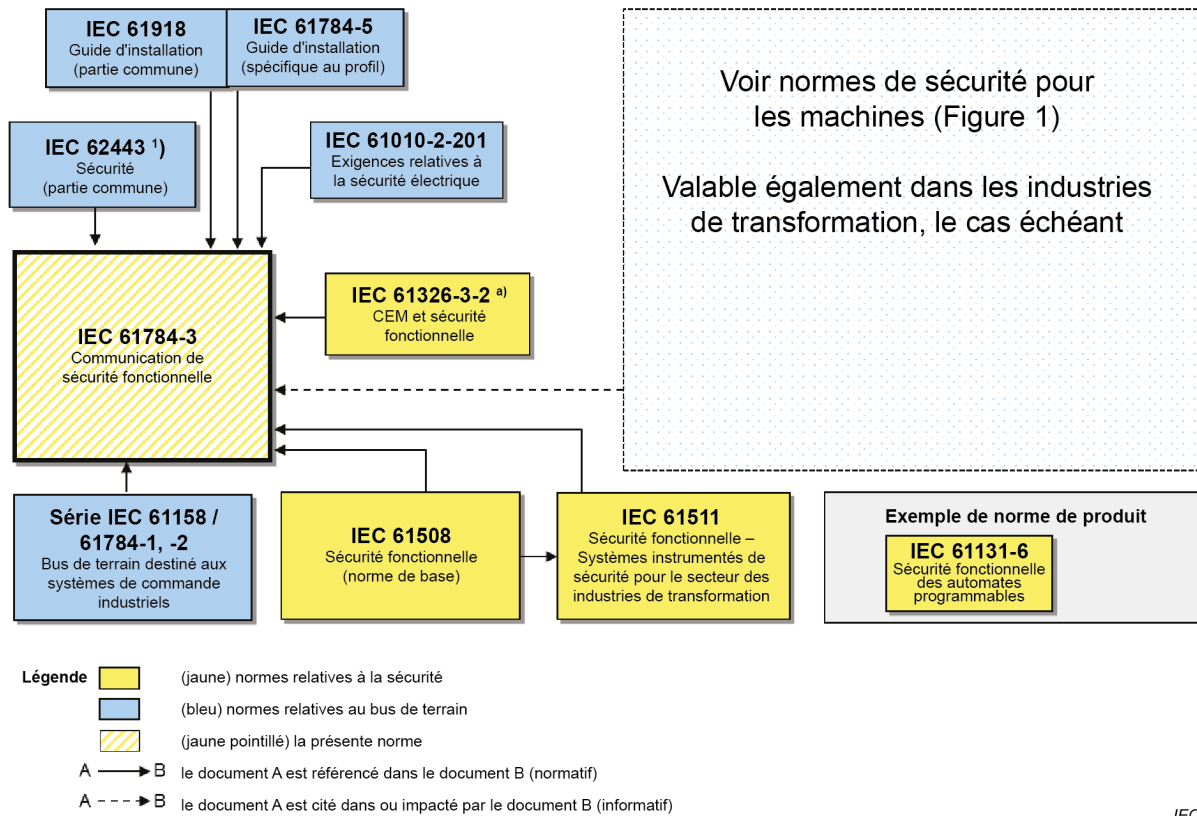 IEC 61918
Guide d'installation
(partie commune)
IEC 61784-5
Guide d'installation
(spécifique au profil)
Voir normes de sécurité pour
les machines (Figure 1)
Valable également dans les industries
de transformation, le cas échéant
IEC 62443 ¹)
Sécurité
(partie commune)
IEC 61010-2-201
Exigences relatives à
la sécurité électrique
IEC 61784-3
Communication de
sécurité fonctionnelle
IEC 61326-3-2 ᵃ⁾
CEM et sécurité
fonctionnelle
Série IEC 61158 /
61784-1, -2
Bus de terrain destiné aux
systèmes de commande
industriels
IEC 61508
Sécurité fonctionnelle
(norme de base)
IEC 61511
Sécurité fonctionnelle –
Systèmes instrumentés de
sécurité pour le secteur des
industries de transformation
Exemple de norme de produit
IEC 61131-6
Sécurité fonctionnelle
des automates
programmables
Légende
(jaune) normes relatives à la sécurité
(bleu) normes relatives au bus de terrain
(jaune pointillé) la présente norme
A B le document A est référencé dans le document B (normatif)
A B le document A est cité dans ou impacté par le document B (informatif)
IEC